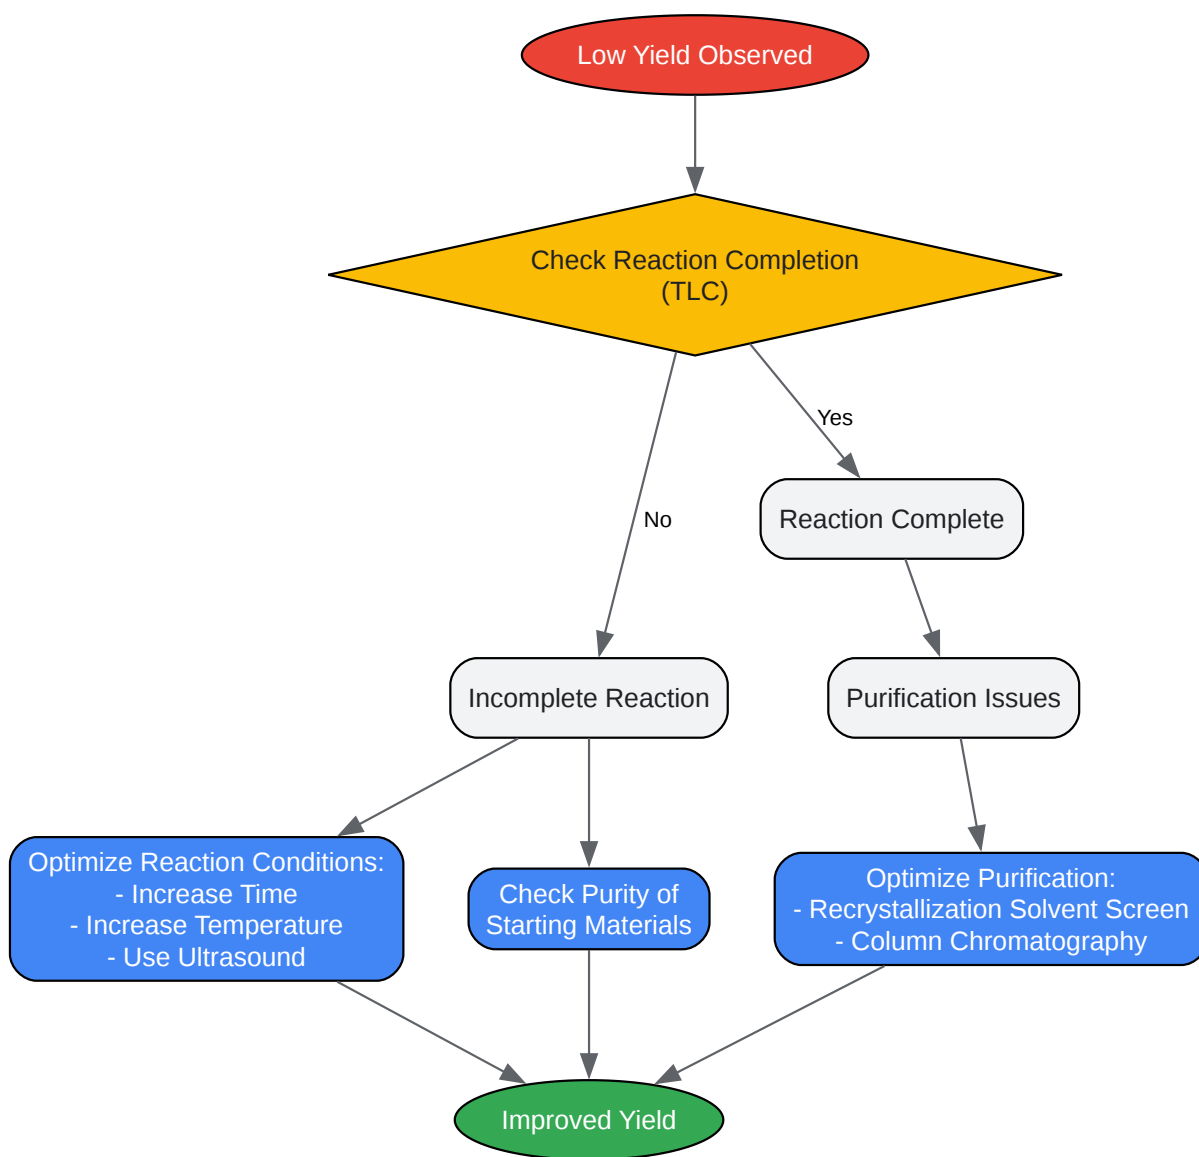 Low Yield Observed
Check Reaction Completion
(TLC)
Yes
Reaction Complete
No
Incomplete Reaction
Purification Issues
Optimize Reaction Conditions:
- Increase Time
- Increase Temperature
- Use Ultrasound
Check Purity of
Starting Materials
Optimize Purification:
- Recrystallization Solvent Screen
- Column Chromatography
Improved Yield